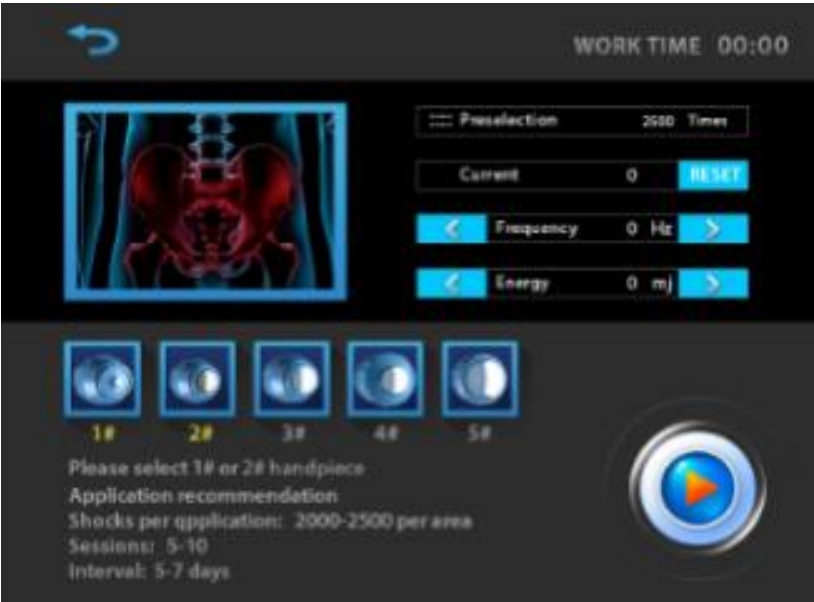 WORK TIME 00:00
Preselection 2500 Times
Current 0 RESET
Frequency 0 Hz
Energy 0 mj
1# 2# 3# 4# 5#
Please select 1# or 2# handpiece
Application recommendation
Shocks per qpplication: 2000-2500 per area
Sessions: 5-10
Interval: 5-7 days